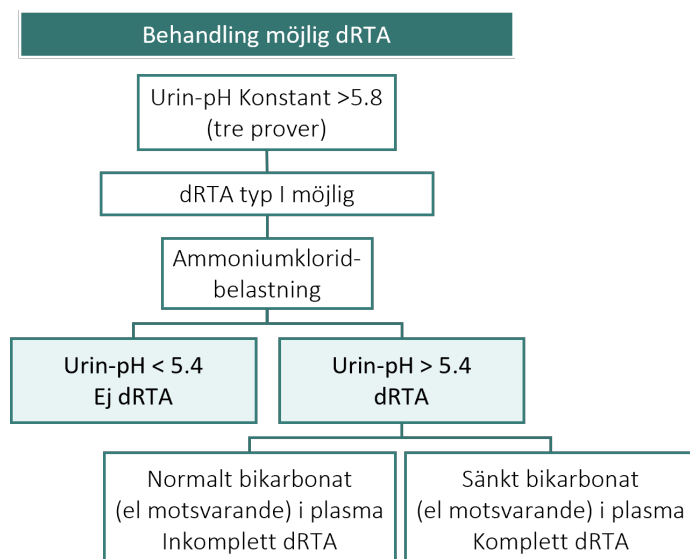 Behandling möjlig dRTA
Urin-pH Konstant >5.8
(tre prover)
dRTA typ I möjlig
Ammoniumklorid-
belastning
Urin-pH < 5.4
Ej dRTA
Urin-pH > 5.4
dRTA
Normalt bikarbonat
(el motsvarande) i plasma
Inkomplett dRTA
Sänkt bikarbonat
(el motsvarande) i plasma
Komplett dRTA